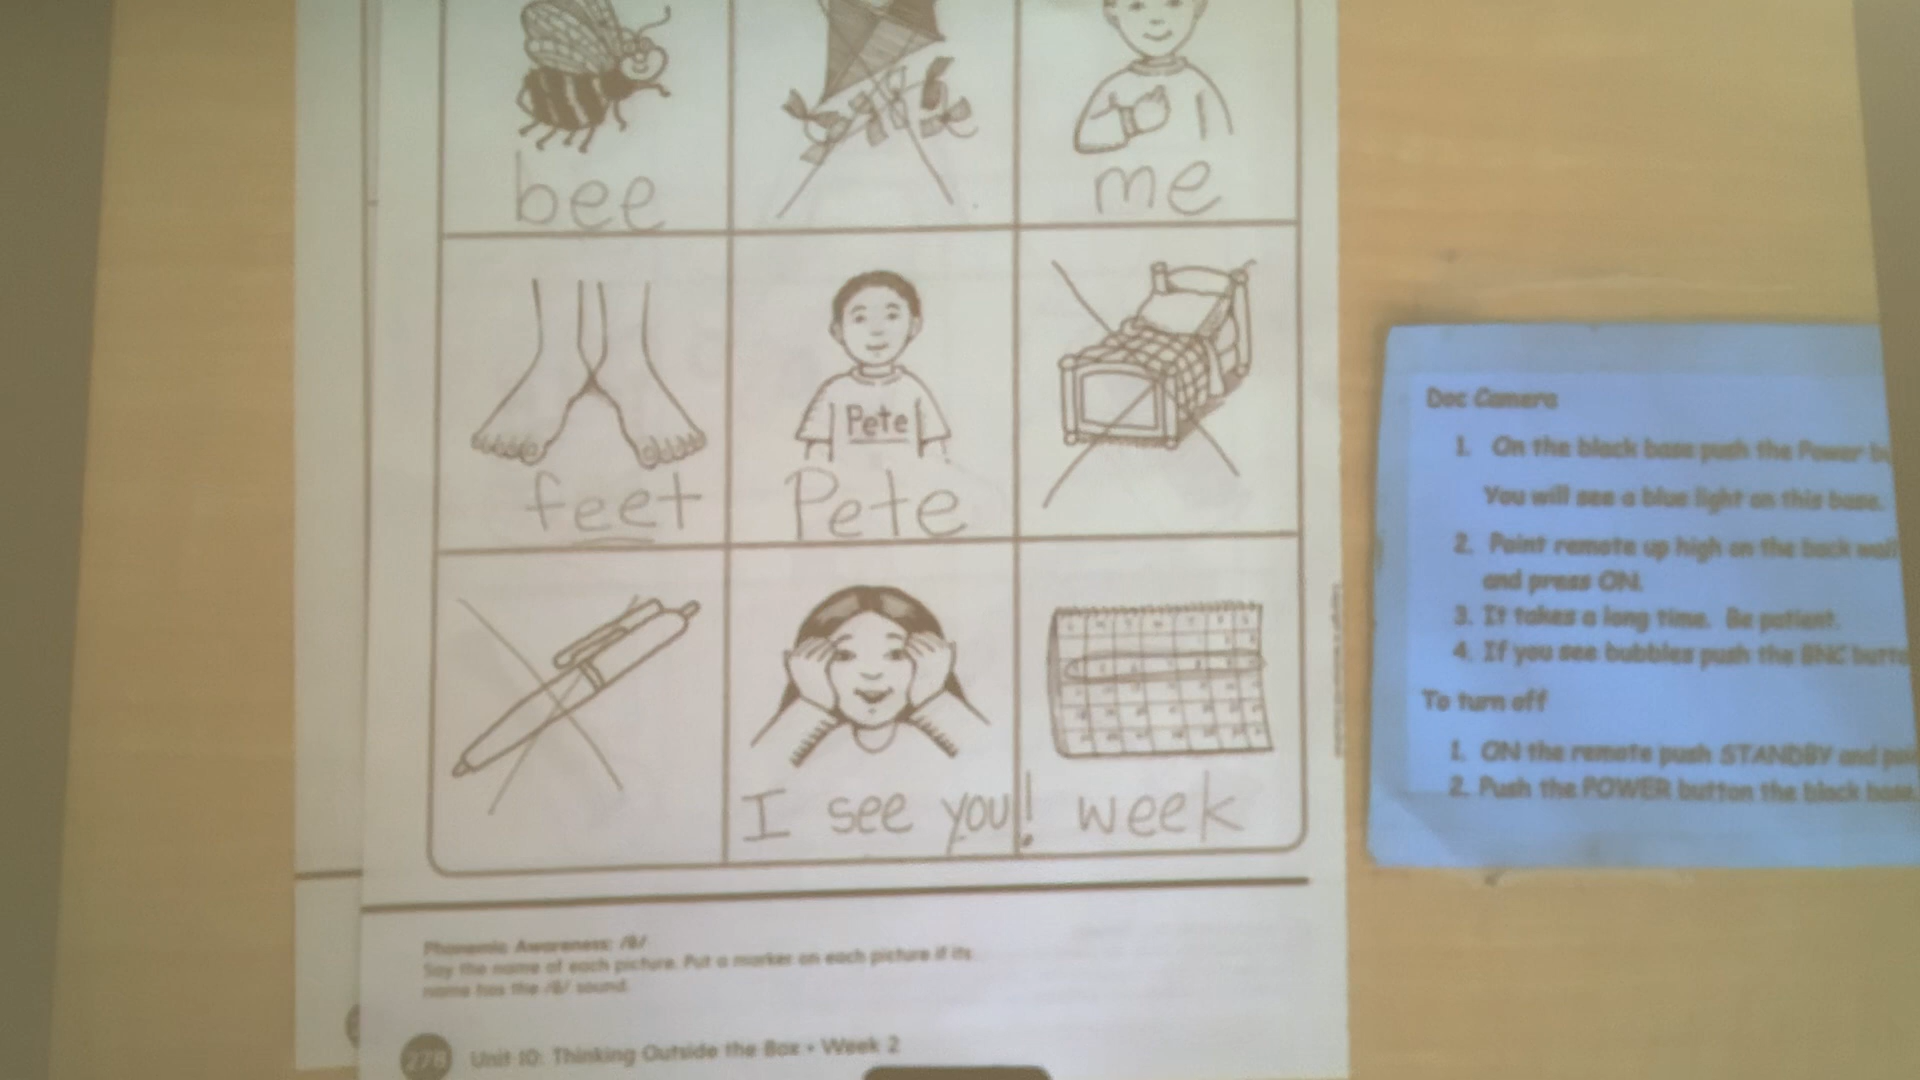 bee
me
Pete
feet
Pete
I see you!
week
Phonemic Awareness: /ē/
Say the name of each picture. Put a marker on each picture if its
name has the /ē/ sound.
278
Unit 10: Thinking Outside the Box • Week 2
Doc Camera
1. On the black base push the Power
You will see a blue light on this base.
2. Point remote up high on the back
and press ON.
3. It takes a long time. Be patient.
4. If you see bubbles push the BNC
To turn off
1. ON the remote push STANDBY and
2. Push the POWER button the black base.